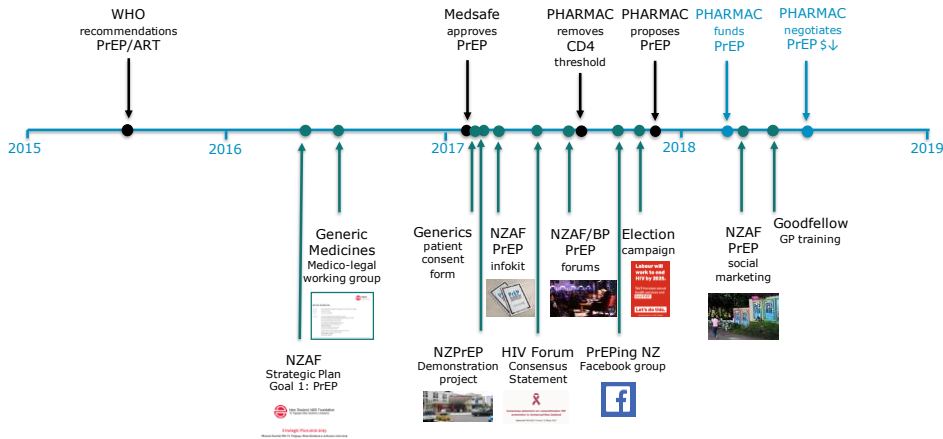 WHO
recommendations
PrEP/ART
Medsafe
approves
PrEP
PHARMAC
removes
CD4
threshold
PHARMAC
proposes
PrEP
PHARMAC
funds
PrEP
PHARMAC
negotiates
PrEP $↓
2015
2016
2017
2018
2019
Generic
Medicines
Medico-legal
working group
Generics
patient
consent
form
NZAF
PrEP
infokit
NZAF/BP
PrEP
forums
Election
campaign
Labour will
work to end
HIV by 2025.
Let's do this.
NZAF
PrEP
social
marketing
Goodfellow
GP training
NZAF
Strategic Plan
Goal 1: PrEP
New Zealand AIDS Foundation
NZPrEP
Demonstration
project
HIV Forum
Consensus
Statement
PrEPing NZ
Facebook group